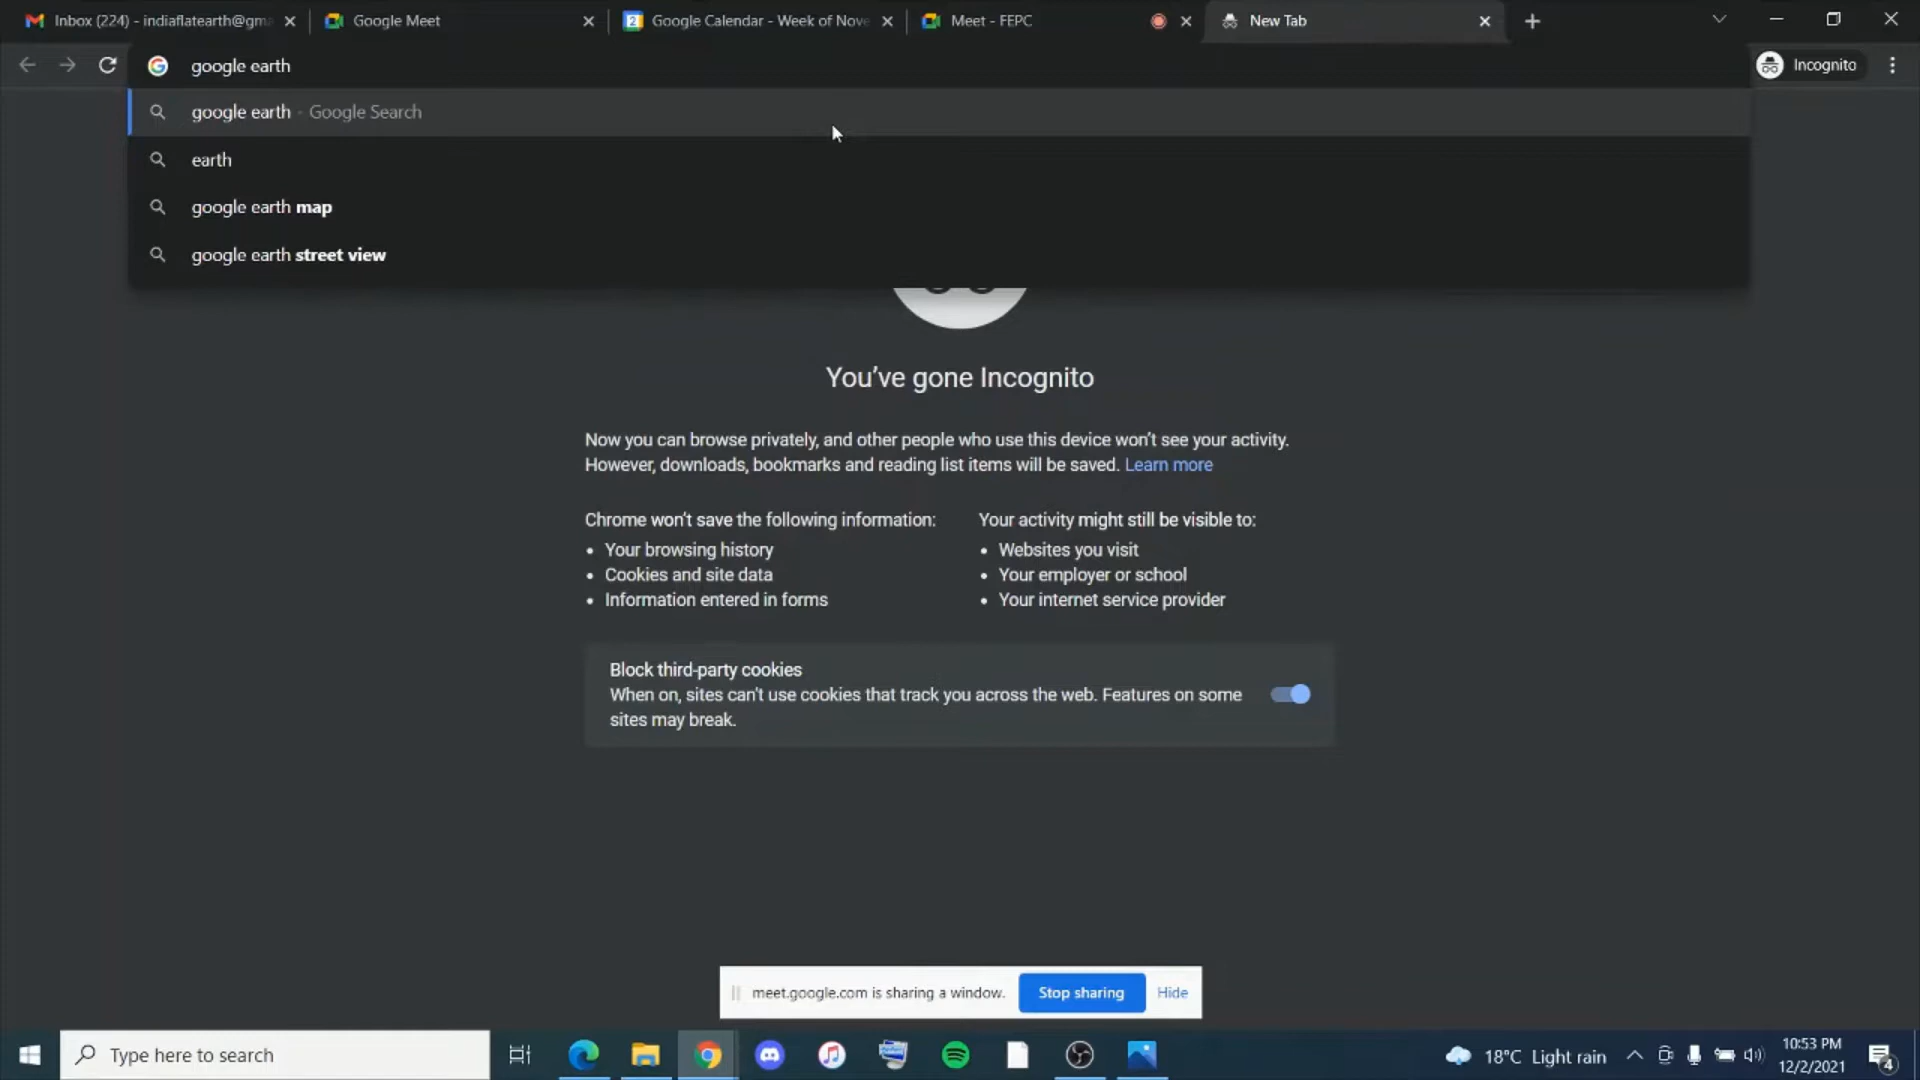 Inbox (224) - indiaflatearth@gma
Google Meet
Google Calendar - Week of Nove
Meet - FEPC
New Tab
google earth
Incognito
google earth - Google Search
earth
google earth map
google earth street view
You've gone Incognito
Now you can browse privately, and other people who use this device won't see your activity.
However, downloads, bookmarks and reading list items will be saved. Learn more
Chrome won't save the following information:
Your activity might still be visible to:
• Your browsing history
• Websites you visit
• Cookies and site data
• Your employer or school
• Information entered in forms
• Your internet service provider
Block third-party cookies
When on, sites can't use cookies that track you across the web. Features on some
sites may break.
meet.google.com is sharing a window.
Stop sharing
Hide
Type here to search
18°C Light rain
10:53 PM
12/2/2021
4